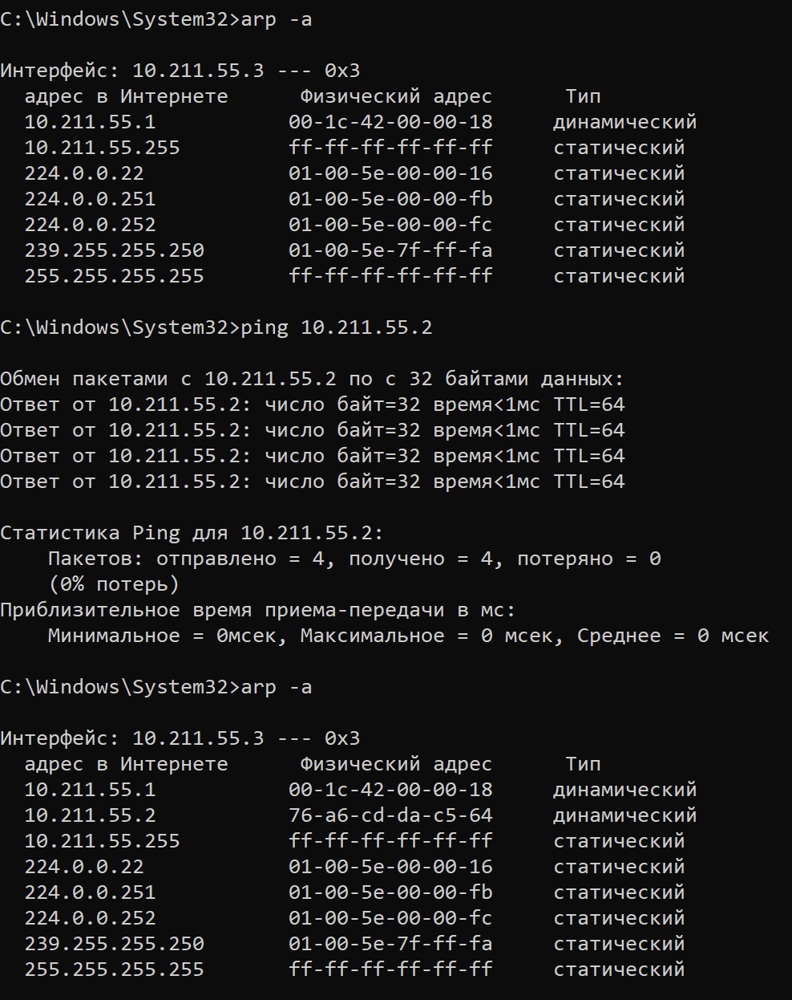 C:\Windows\System32>arp -a
Интерфейс: 10.211.55.3 --- 0x3
адрес в Интернете Физический адрес Тип
10.211.55.1 00-1c-42-00-00-18 динамический
10.211.55.255 ff-ff-ff-ff-ff-ff статический
224.0.0.22 01-00-5e-00-00-16 статический
224.0.0.251 01-00-5e-00-00-fb статический
224.0.0.252 01-00-5e-00-00-fc статический
239.255.255.250 01-00-5e-7f-ff-fa статический
255.255.255.255 ff-ff-ff-ff-ff-ff статический
C:\Windows\System32>ping 10.211.55.2
Обмен пакетами с 10.211.55.2 по с 32 байтами данных:
Ответ от 10.211.55.2: число байт=32 время<1мс TTL=64
Ответ от 10.211.55.2: число байт=32 время<1мс TTL=64
Ответ от 10.211.55.2: число байт=32 время<1мс TTL=64
Ответ от 10.211.55.2: число байт=32 время<1мс TTL=64
Статистика Ping для 10.211.55.2:
Пакетов: отправлено = 4, получено = 4, потеряно = 0
(0% потерь)
Приблизительное время приема-передачи в мс:
Минимальное = 0мсек, Максимальное = 0 мсек, Среднее = 0 мсек
C:\Windows\System32>arp -a
Интерфейс: 10.211.55.3 --- 0x3
адрес в Интернете Физический адрес Тип
10.211.55.1 00-1c-42-00-00-18 динамический
10.211.55.2 76-a6-cd-da-c5-64 динамический
10.211.55.255 ff-ff-ff-ff-ff-ff статический
224.0.0.22 01-00-5e-00-00-16 статический
224.0.0.251 01-00-5e-00-00-fb статический
224.0.0.252 01-00-5e-00-00-fc статический
239.255.255.250 01-00-5e-7f-ff-fa статический
255.255.255.255 ff-ff-ff-ff-ff-ff статический